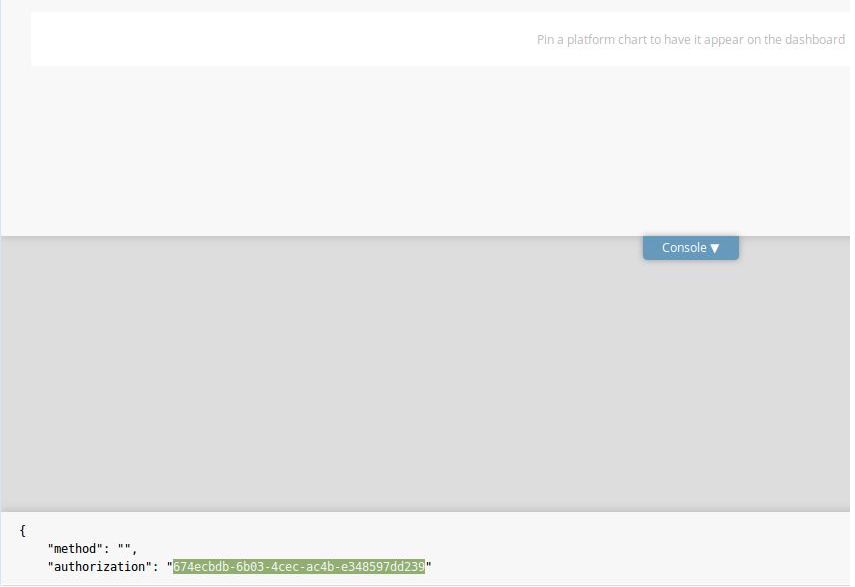 Pin a platform chart to have it appear on the dashboard
Console ▼
{
"method": "",
"authorization": "674ecbdb-6b03-4cec-ac4b-e348597dd239"